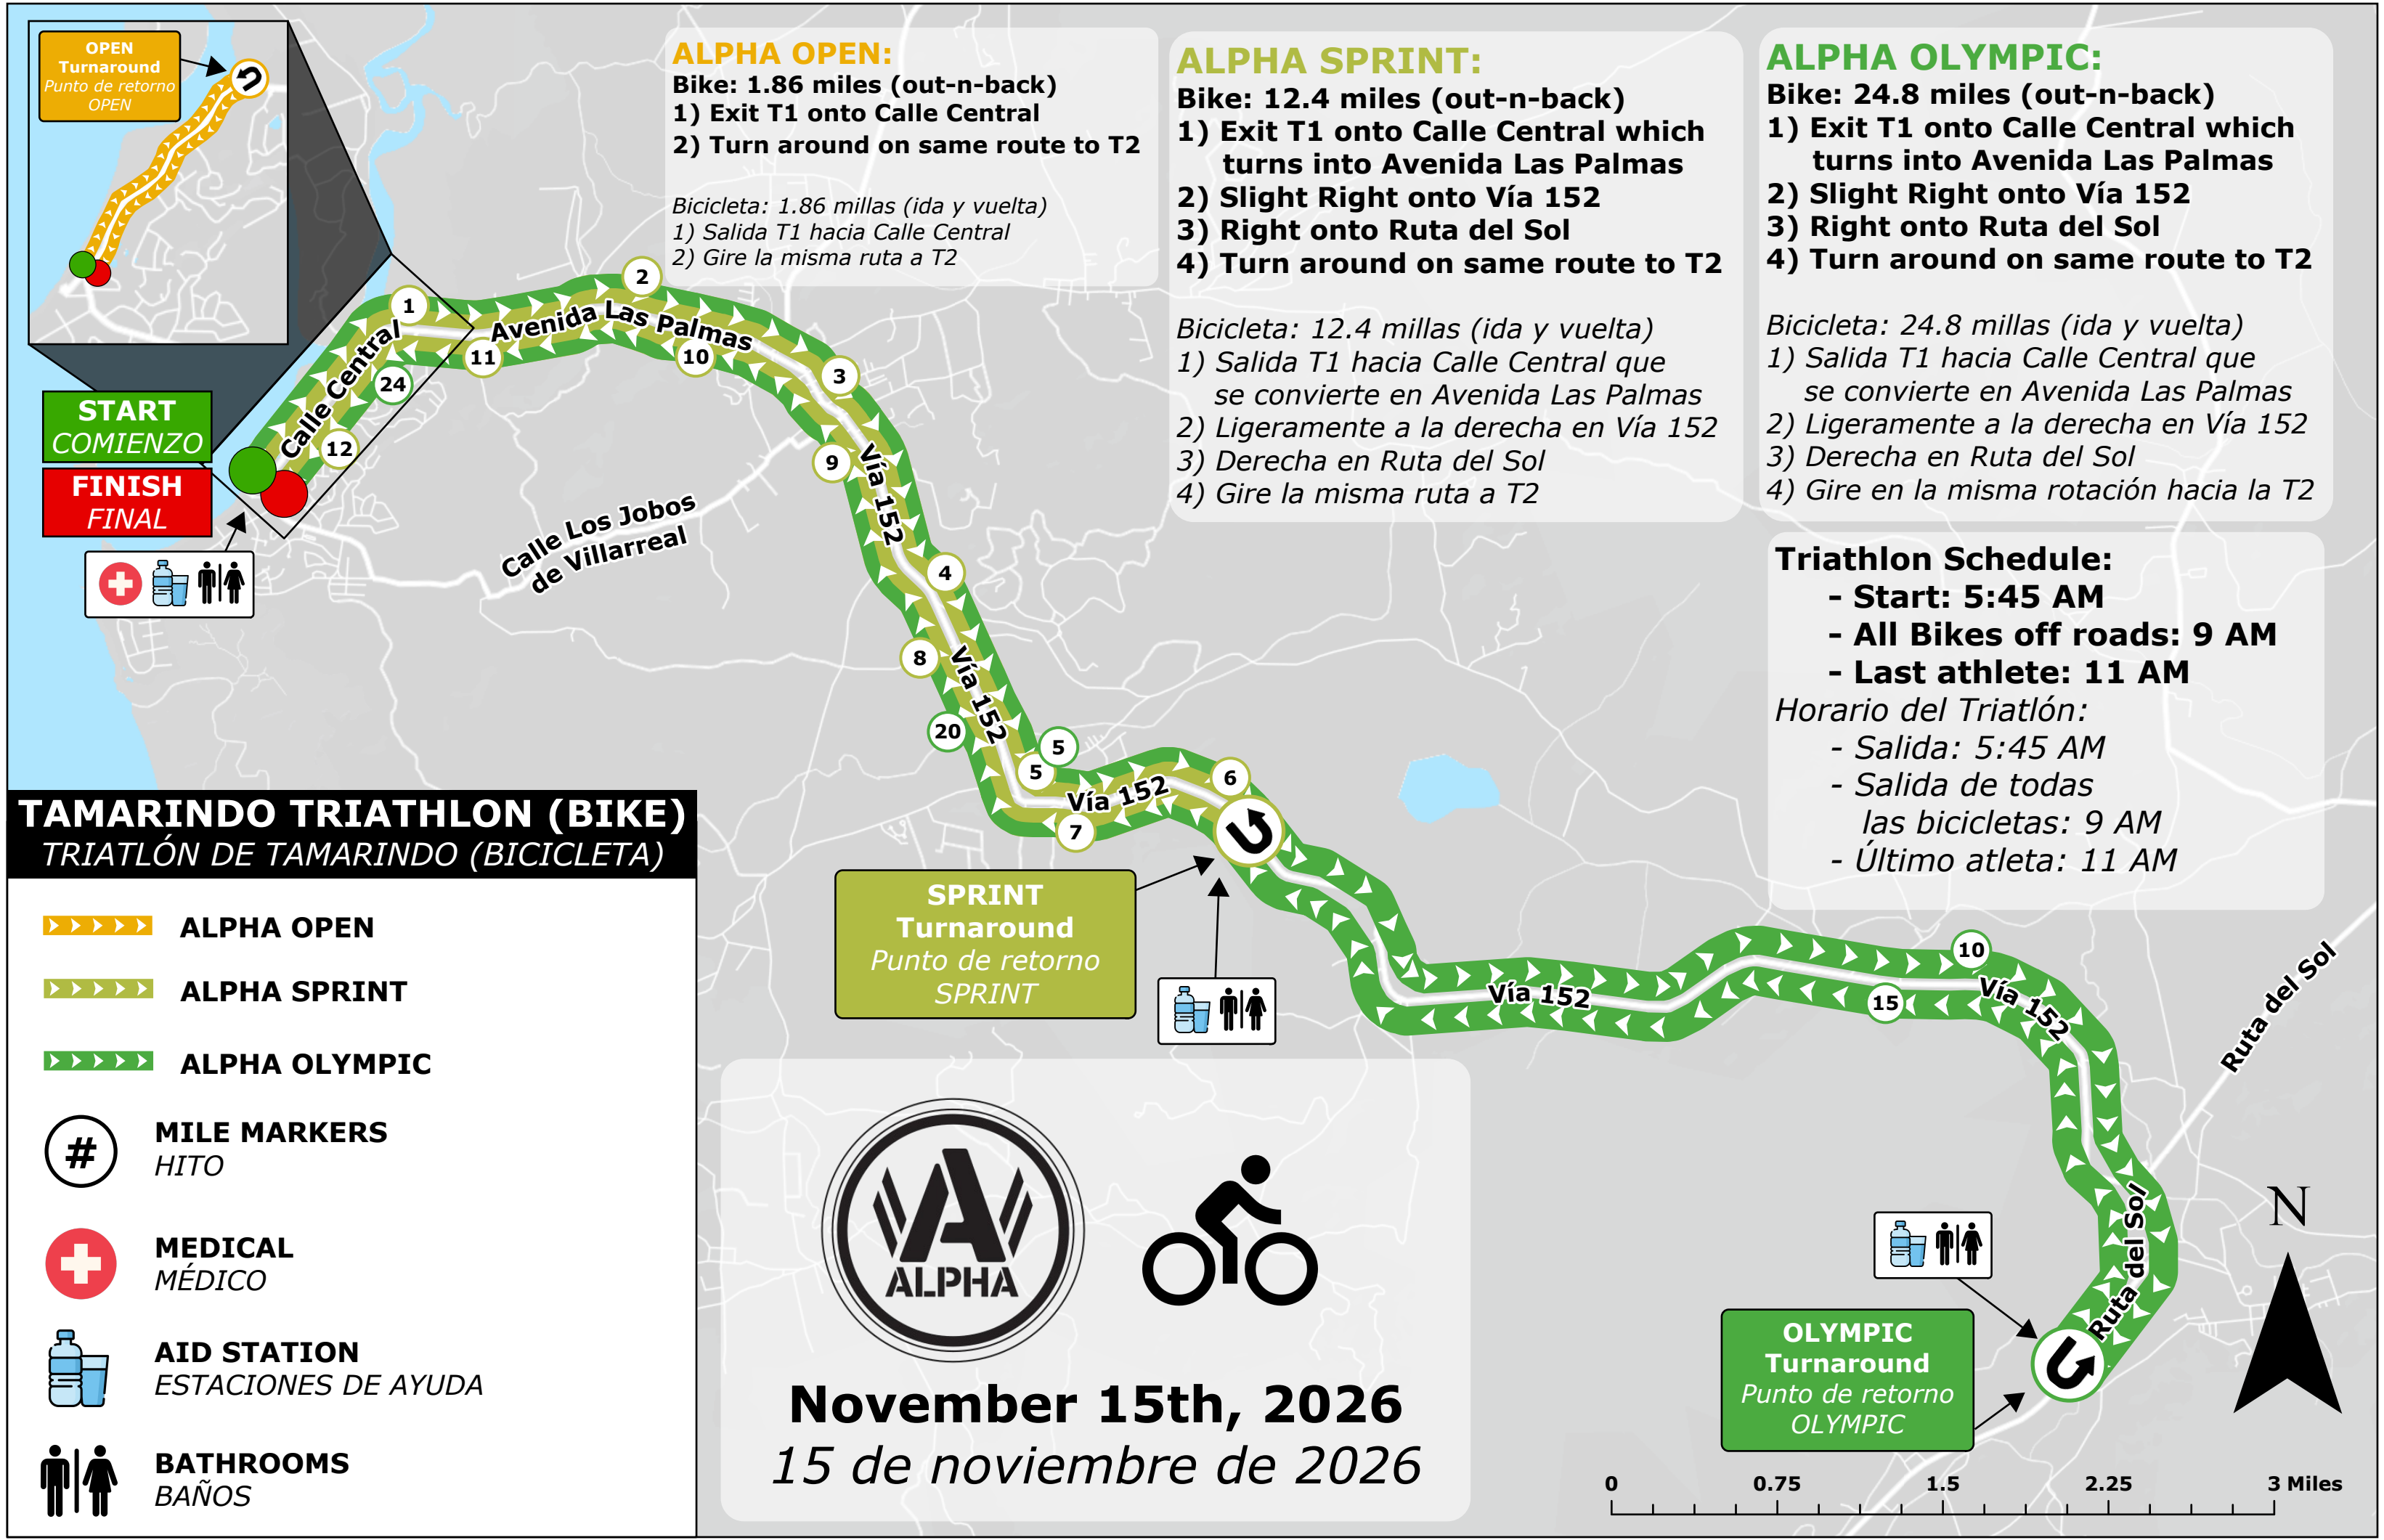 OPEN
Turnaround
Punto de retorno
OPEN
ALPHA OPEN:
Bike: 1.86 miles (out-n-back)
1) Exit T1 onto Calle Central
2) Turn around on same route to T2
Bicicleta: 1.86 millas (ida y vuelta)
1) Salida T1 hacia Calle Central
2) Gire la misma ruta a T2
ALPHA SPRINT:
Bike: 12.4 miles (out-n-back)
1) Exit T1 onto Calle Central which
turns into Avenida Las Palmas
2) Slight Right onto Vía 152
3) Right onto Ruta del Sol
4) Turn around on same route to T2
Bicicleta: 12.4 millas (ida y vuelta)
1) Salida T1 hacia Calle Central que
se convierte en Avenida Las Palmas
2) Ligeramente a la derecha en Vía 152
3) Derecha en Ruta del Sol
4) Gire la misma ruta a T2
ALPHA OLYMPIC:
Bike: 24.8 miles (out-n-back)
1) Exit T1 onto Calle Central which
turns into Avenida Las Palmas
2) Slight Right onto Vía 152
3) Right onto Ruta del Sol
4) Turn around on same route to T2
Bicicleta: 24.8 millas (ida y vuelta)
1) Salida T1 hacia Calle Central que
se convierte en Avenida Las Palmas
2) Ligeramente a la derecha en Vía 152
3) Derecha en Ruta del Sol
4) Gire en la misma rotación hacia la T2
Triathlon Schedule:
- Start: 5:45 AM
- All Bikes off roads: 9 AM
- Last athlete: 11 AM
Horario del Triatlón:
- Salida: 5:45 AM
- Salida de todas
las bicicletas: 9 AM
- Último atleta: 11 AM
START
COMIENZO
FINISH
FINAL
Calle Central
Avenida Las Palmas
1
2
3
4
5
5
6
7
8
20
9
10
11
24
12
Vía 152
Vía 152
Vía 152
Calle Los Jobos
de Villarreal
SPRINT
Turnaround
Punto de retorno
SPRINT
Vía 152
10
15
Vía 152
Ruta del Sol
Ruta del Sol
OLYMPIC
Turnaround
Punto de retorno
OLYMPIC
N
0 0.75 1.5 2.25 3 Miles
TAMARINDO TRIATHLON (BIKE)
TRIATLÓN DE TAMARINDO (BICICLETA)
ALPHA OPEN
ALPHA SPRINT
ALPHA OLYMPIC
#
MILE MARKERS
HITO
MEDICAL
MÉDICO
AID STATION
ESTACIONES DE AYUDA
BATHROOMS
BAÑOS
A
ALPHA
November 15th, 2026
15 de noviembre de 2026